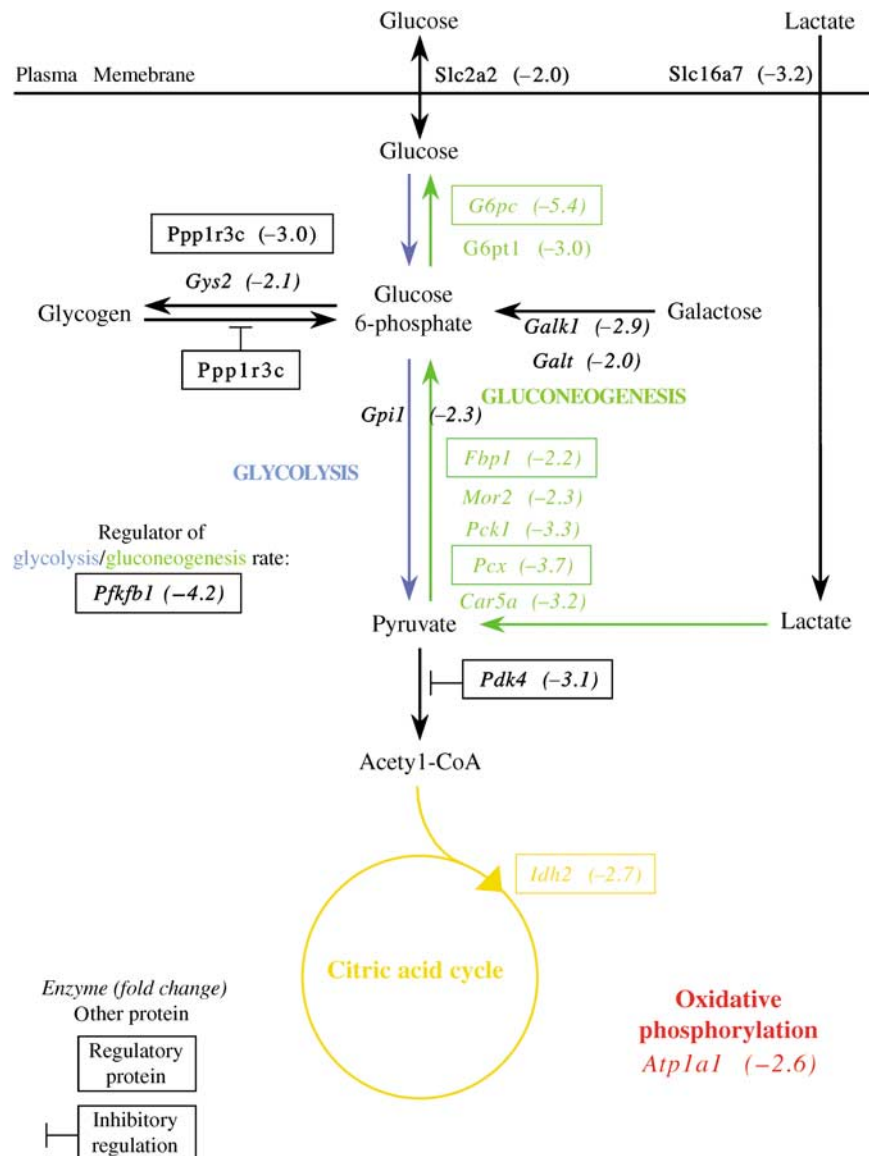 Glucose
Lactate
Plasma Memebrane
Slc2a2 (−2.0)
Slc16a7 (−3.2)
Glucose
G6pc (−5.4)
G6pt1 (−3.0)
Ppp1r3c (−3.0)
Gys2 (−2.1)
Glycogen
Glucose
6-phosphate
Galactose
Galk1 (−2.9)
Galt (−2.0)
Ppp1r3c
GLUCONEOGENESIS
Gpi1 (−2.3)
GLYCOLYSIS
Fbp1 (−2.2)
Mor2 (−2.3)
Pck1 (−3.3)
Pcx (−3.7)
Car5a (−3.2)
Regulator of
glycolysis/gluconeogenesis rate:
Pfkfb1 (−4.2)
Pyruvate
Lactate
Pdk4 (−3.1)
Acety1-CoA
Idh2 (−2.7)
Citric acid cycle
Enzyme (fold change)
Other protein
Regulatory
protein
Inhibitory
regulation
Oxidative
phosphorylation
Atp1a1 (−2.6)